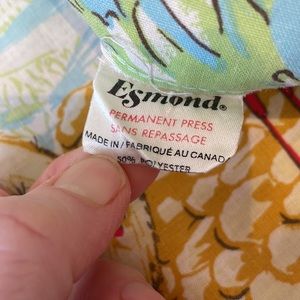 Esmond®
PERMANENT PRESS
SANS REPASSAGE
MADE IN/FABRIQUÉ AU CANADA
50% POLYESTER